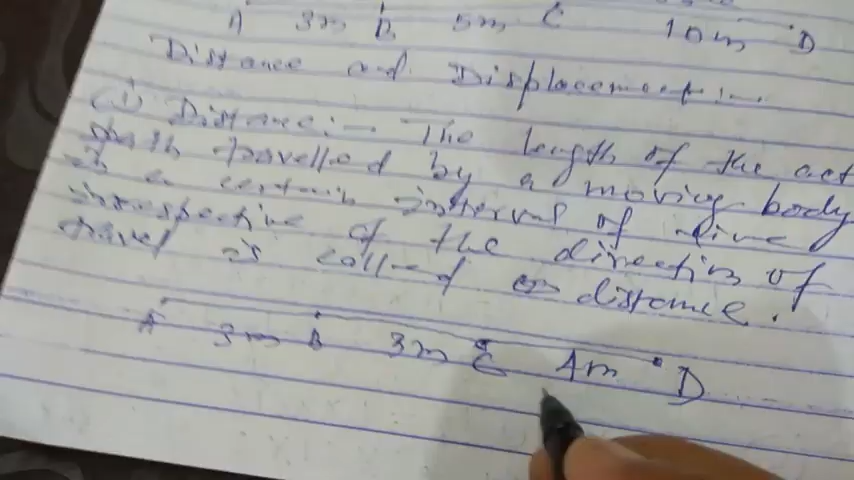 A 3m B 5m C 10m D
Distance and Displacement :-
(i) Distance :- The length of the act
path travelled by a moving body
in a certain interval of time
irrespective of the direction of
travel is called distance.
A 3m B 3m C 4m D